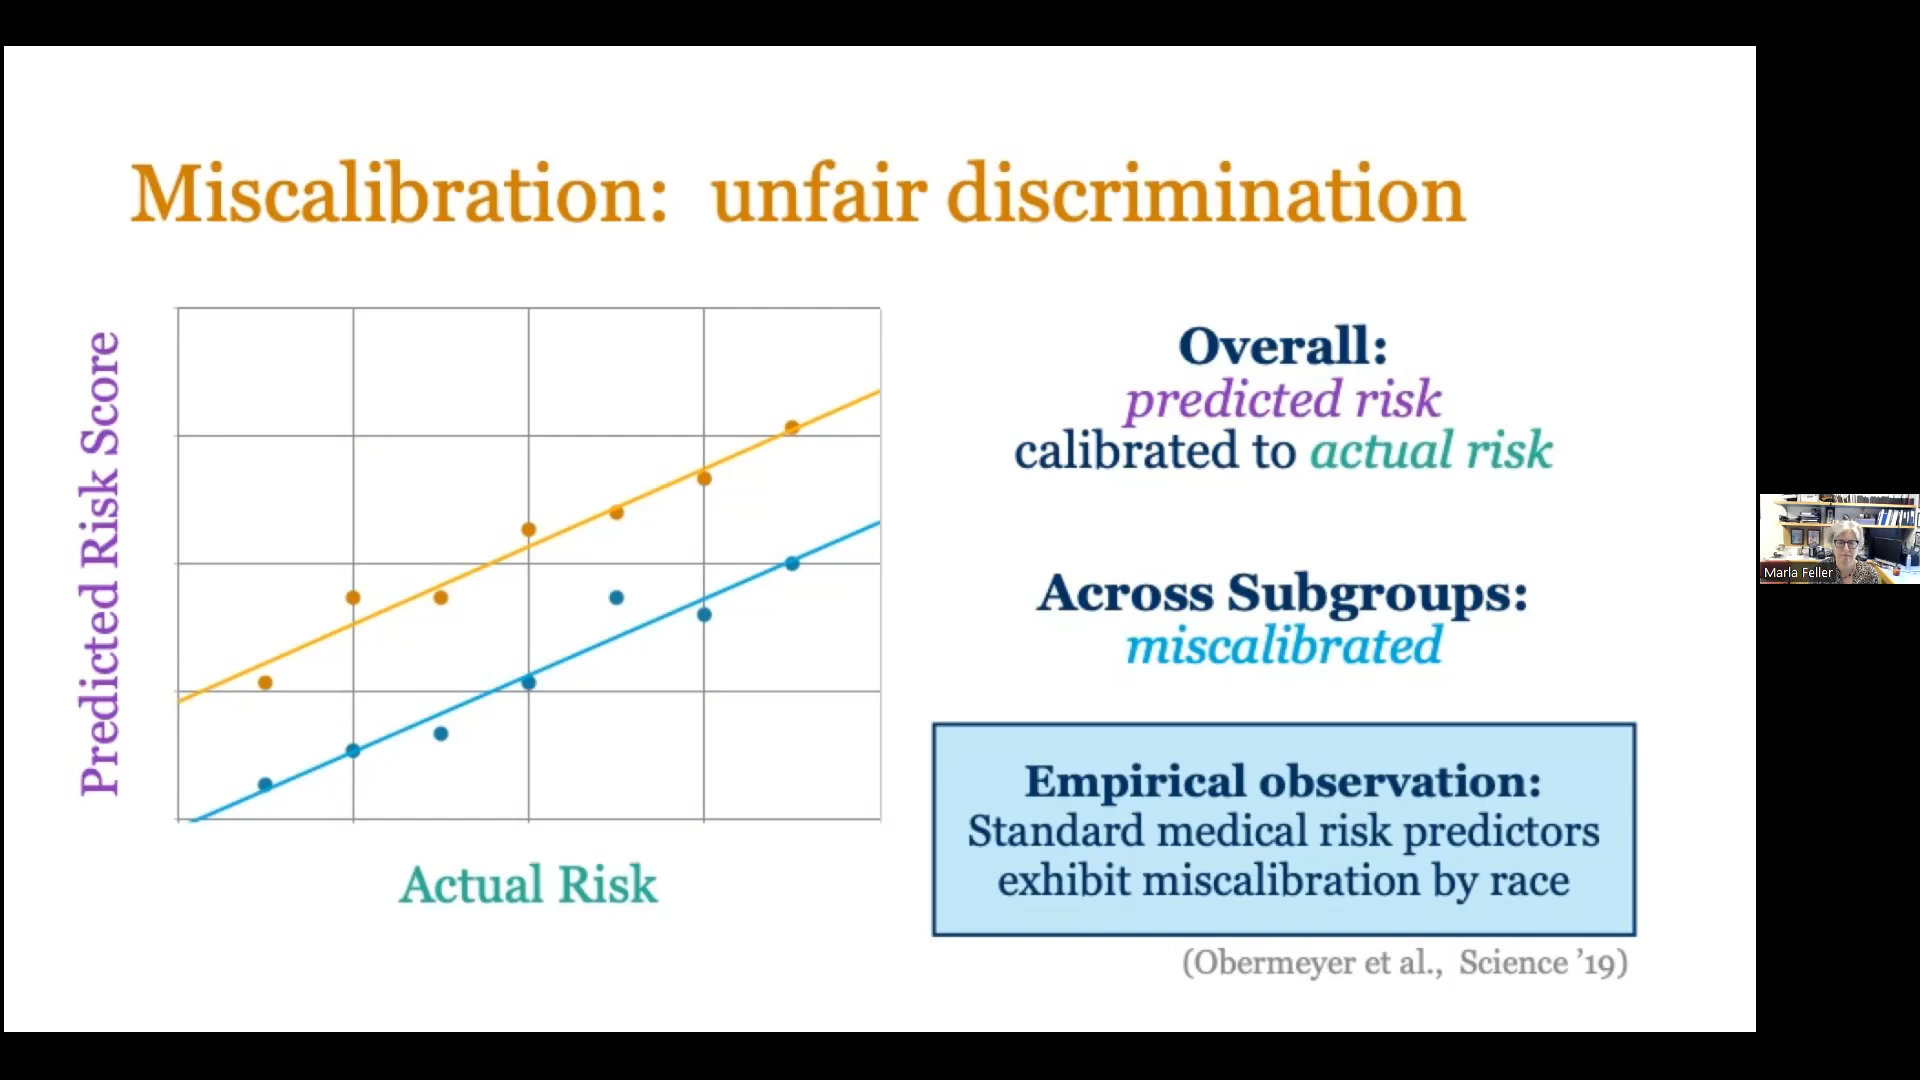 Miscalibration: unfair discrimination
Predicted Risk Score
Actual Risk
Overall:
predicted risk
calibrated to actual risk
Across Subgroups:
miscalibrated
Empirical observation:
Standard medical risk predictors
exhibit miscalibration by race
(Obermeyer et al., Science ’19)
Marla Feller